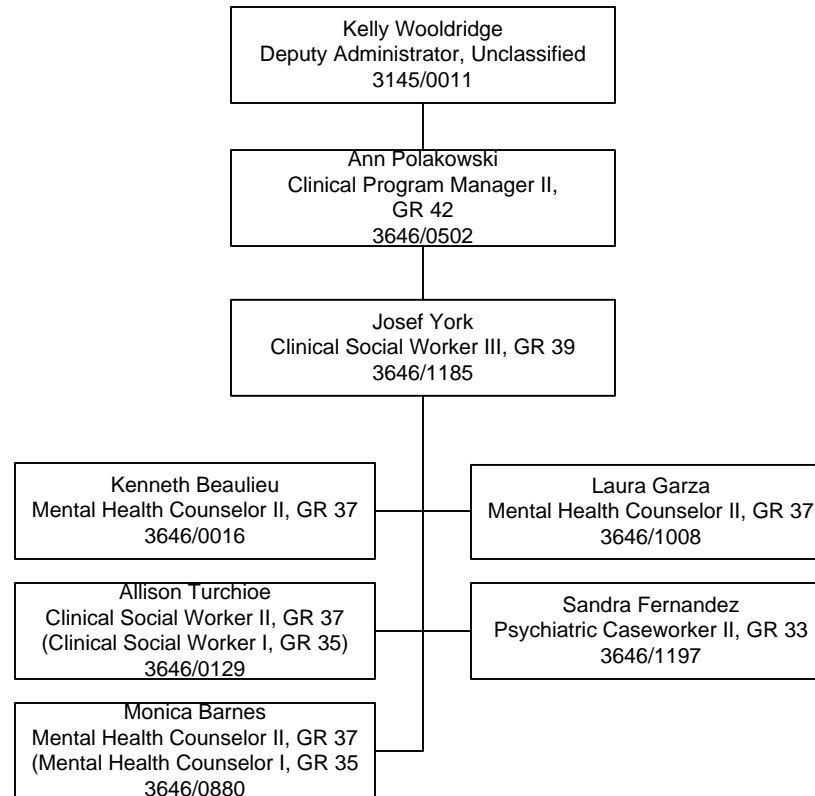 Kelly Wooldridge
Deputy Administrator, Unclassified
3145/0011
Ann Polakowski
Clinical Program Manager II,
GR 42
3646/0502
Josef York
Clinical Social Worker III, GR 39
3646/1185
Kenneth Beaulieu
Mental Health Counselor II, GR 37
3646/0016
Laura Garza
Mental Health Counselor II, GR 37
3646/1008
Allison Turchioe
Clinical Social Worker II, GR 37
(Clinical Social Worker I, GR 35)
3646/0129
Sandra Fernandez
Psychiatric Caseworker II, GR 33
3646/1197
Monica Barnes
Mental Health Counselor II, GR 37
(Mental Health Counselor I, GR 35
3646/0880